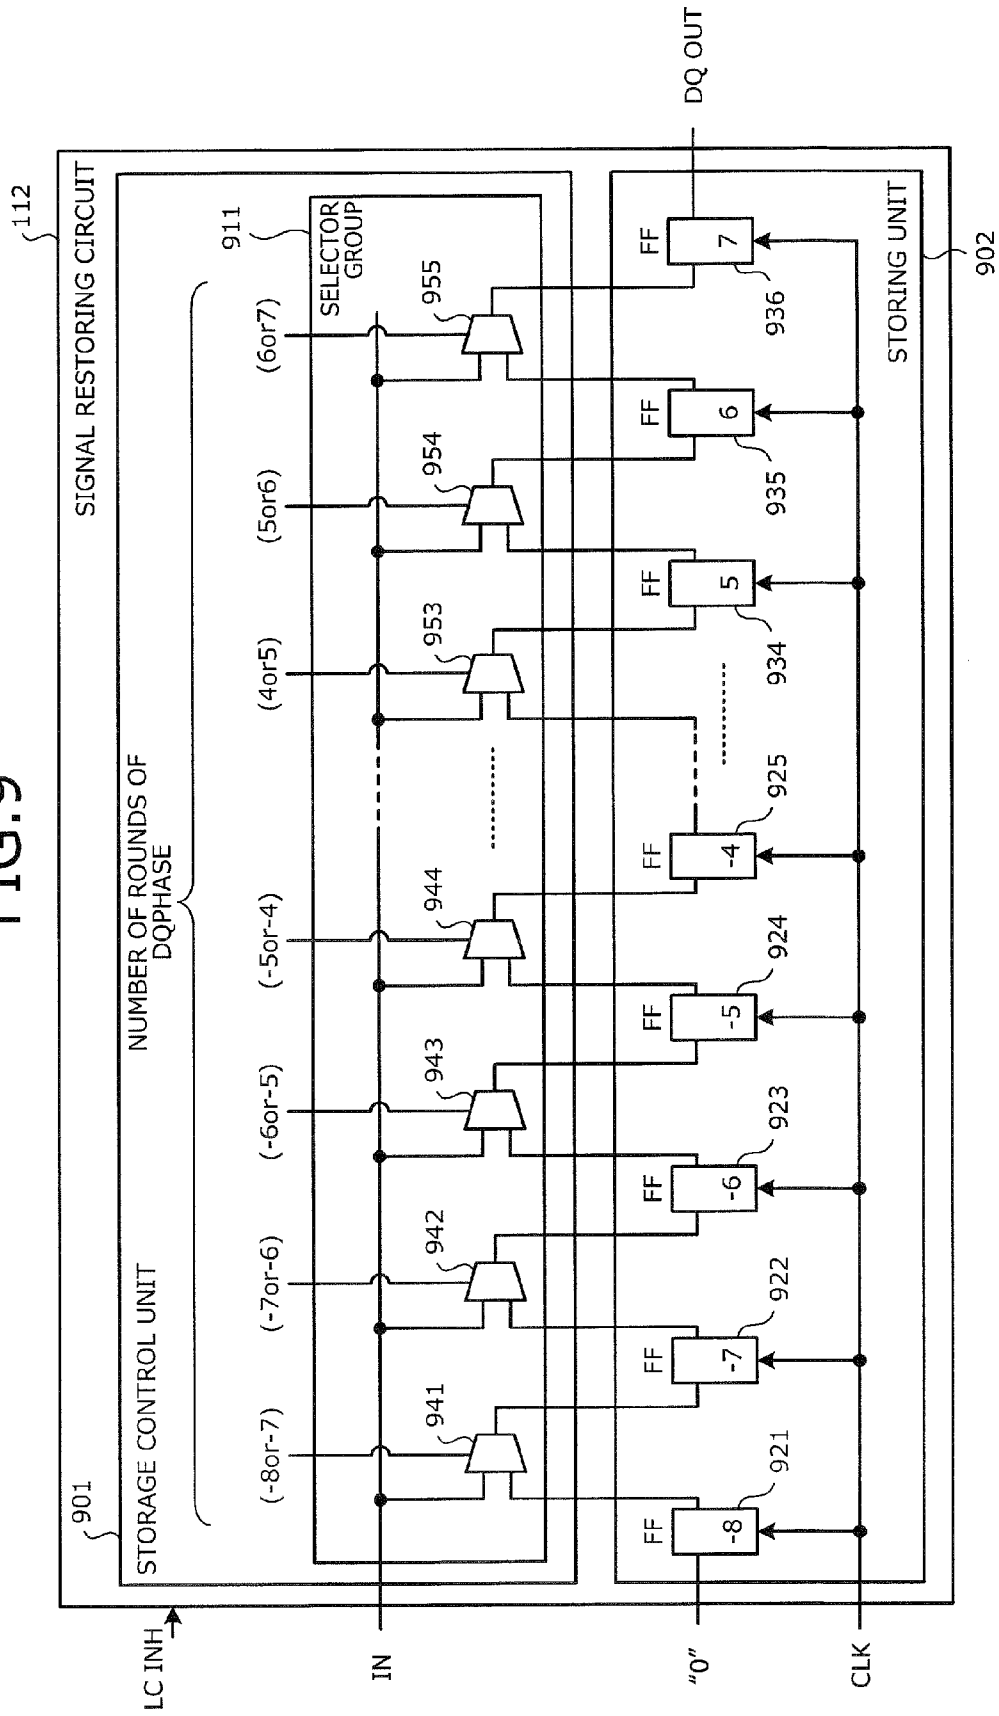 FIG.9
112
SIGNAL RESTORING CIRCUIT
901
STORAGE CONTROL UNIT
NUMBER OF ROUNDS OF
DQPHASE
LC INH
911
SELECTOR
GROUP
(-8or-7)
(-7or-6)
(-6or-5)
(-5or-4)
(4or5)
(5or6)
(6or7)
941
942
943
944
953
954
955
IN
FF
FF
FF
FF
FF
FF
FF
FF
-8
-7
-6
-5
-4
5
6
7
921
922
923
924
925
934
935
936
"0"
DQ OUT
CLK
STORING UNIT
902